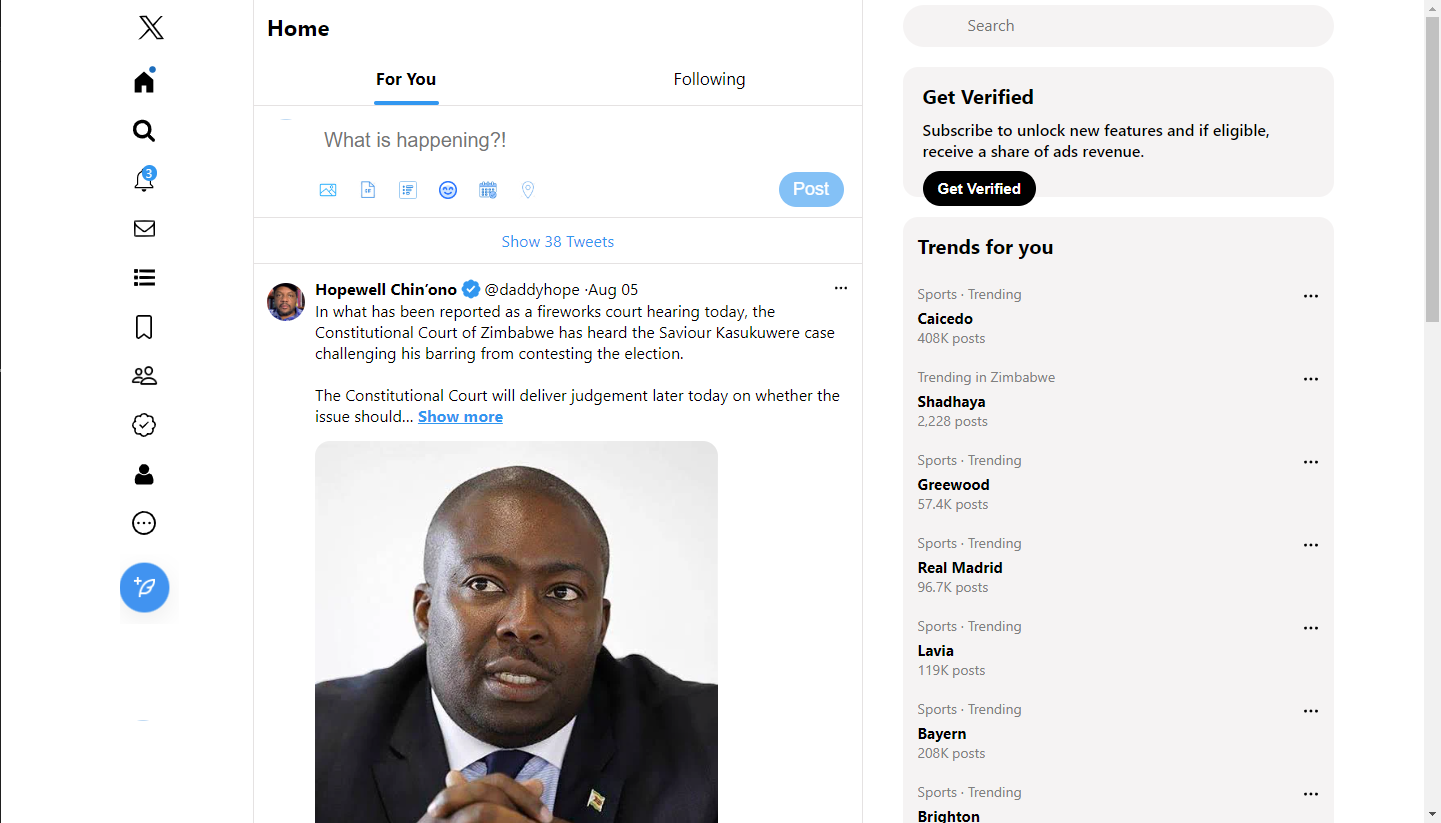 Home
For You
Following
What is happening?!
Post
Show 38 Tweets
3
Hopewell Chin’ono @daddyhope ·Aug 05
In what has been reported as a fireworks court hearing today, the
Constitutional Court of Zimbabwe has heard the Saviour Kasukuwere case
challenging his barring from contesting the election.
The Constitutional Court will deliver judgement later today on whether the
issue should... Show more
Search
Get Verified
Subscribe to unlock new features and if eligible,
receive a share of ads revenue.
Get Verified
Trends for you
Sports · Trending
Caicedo
408K posts
Trending in Zimbabwe
Shadhaya
2,228 posts
Sports · Trending
Greewood
57.4K posts
Sports · Trending
Real Madrid
96.7K posts
Sports · Trending
Lavia
119K posts
Sports · Trending
Bayern
208K posts
Sports · Trending
Brighton